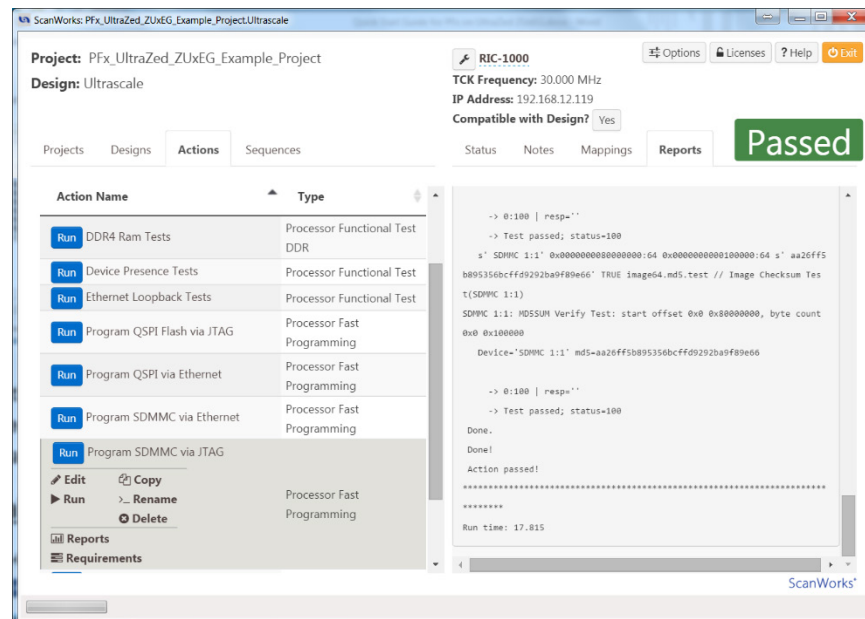 ScanWorks: PFx_UltraZed_ZUxEG_Example_Project.Ultrascale
Project: PFx_UltraZed_ZUxEG_Example_Project
Design: Ultrascale
RIC-1000
TCK Frequency: 30.000 MHz
IP Address: 192.168.12.119
Compatible with Design? Yes
Options
Licenses
? Help
Exit
Projects
Designs
Actions
Sequences
Status
Notes
Mappings
Reports
Passed
Action Name
Type
Run DDR4 Ram Tests
Processor Functional Test
DDR
Run Device Presence Tests
Processor Functional Test
Run Ethernet Loopback Tests
Processor Functional Test
Run Program QSPI Flash via JTAG
Processor Fast
Programming
Run Program QSPI via Ethernet
Processor Fast
Programming
Run Program SDMMC via Ethernet
Processor Fast
Programming
Run Program SDMMC via JTAG
Edit
Copy
Run
Rename
Delete
Processor Fast
Programming
Reports
Requirements
-> 0:100 | resp=''
-> Test passed; status=100
s' SDMMC 1:1' 0x0000000080000000:64 0x0000000000100000:64 s' aa26ff5
b895356bcffd9292ba9f89e66' TRUE image64.md5.test // Image Checksum Tes
t(SDMMC 1:1)
SDMMC 1:1: MD5SUM Verify Test: start offset 0x0 0x80000000, byte count
0x0 0x100000
Device='SDMMC 1:1' md5=aa26ff5b895356bcffd9292ba9f89e66
-> 0:100 | resp=''
-> Test passed; status=100
Done.
Done!
Action passed!
**********************************************************************
********
Run time: 17.815
ScanWorks